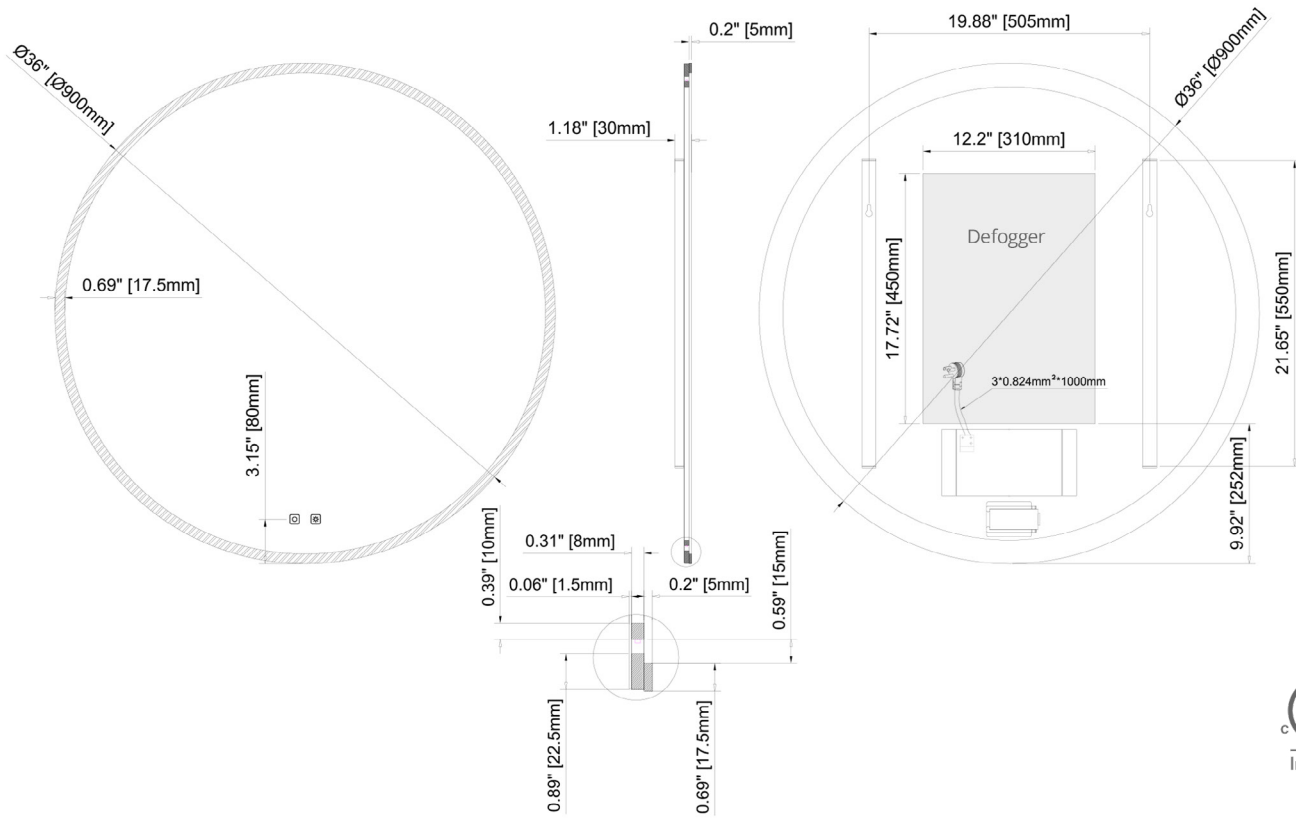 Ø36" [Ø900mm]
0.69" [17.5mm]
3.15" [80mm]
0.2" [5mm]
1.18" [30mm]
0.31" [8mm]
0.39" [10mm]
0.06" [1.5mm]
0.2" [5mm]
0.59" [15mm]
0.89" [22.5mm]
0.69" [17.5mm]
19.88" [505mm]
Ø36" [Ø900mm]
12.2" [310mm]
Defogger
17.72" [450mm]
21.65" [550mm]
3*0.824mm²*1000mm
9.92" [252mm]
c